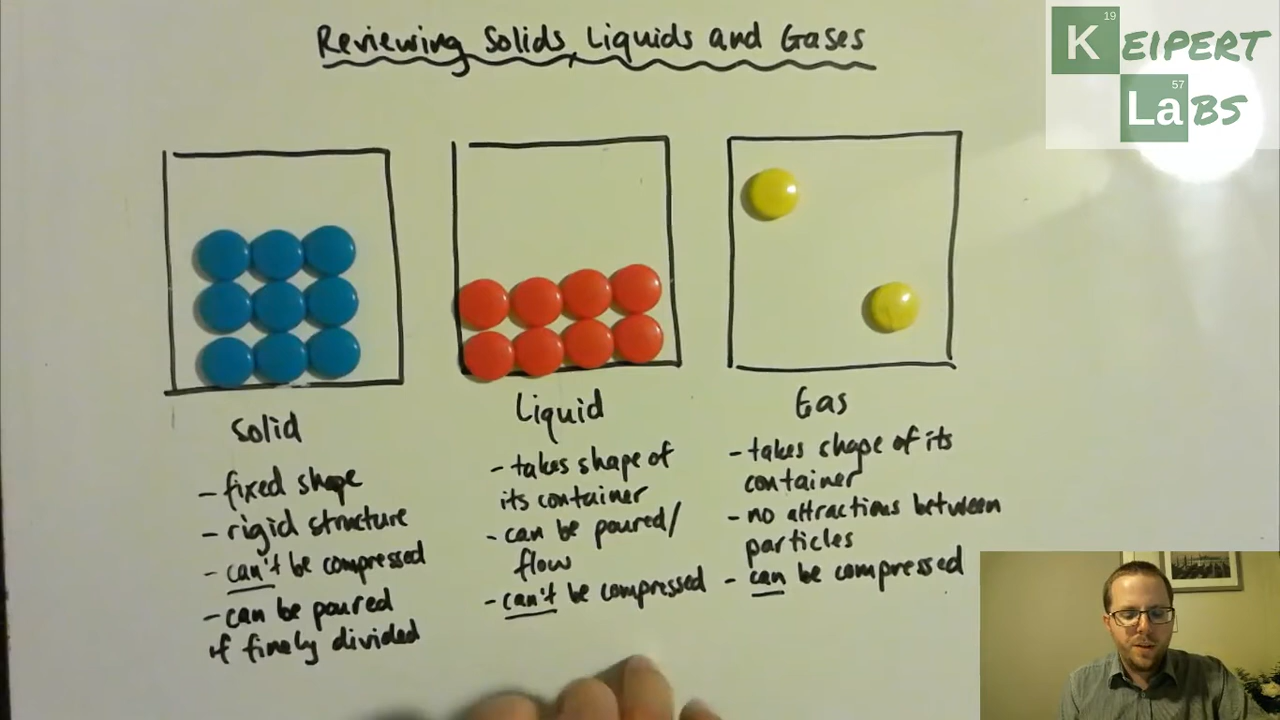 Reviewing Solids, Liquids and Gases
K 19 EIPERT
La 57 BS
Solid
- fixed shape
- rigid structure
- can't be compressed
- can be poured
if finely divided
Liquid
- takes shape of
its container
- can be poured/
flow
- can't be compressed
Gas
- takes shape of its
container
- no attractions between
particles
- can be compressed